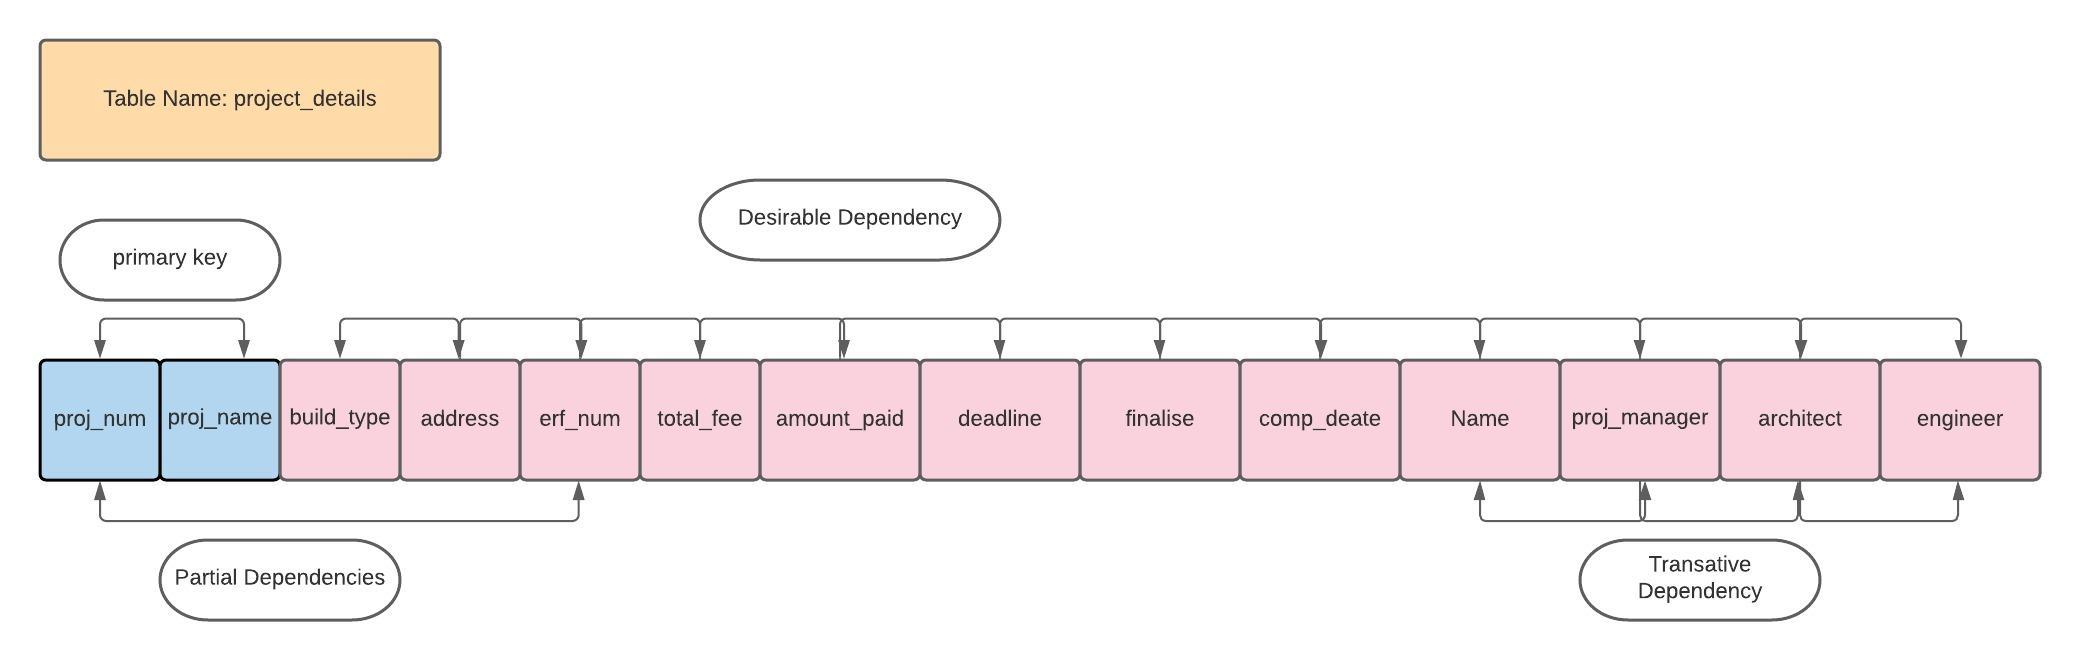 Table Name: project_details
Desirable Dependency
primary key
proj_num
proj_name
build_type
address
erf_num
total_fee
amount_paid
deadline
finalise
comp_deate
Name
proj_manager
architect
engineer
Partial Dependencies
Transative
Dependency